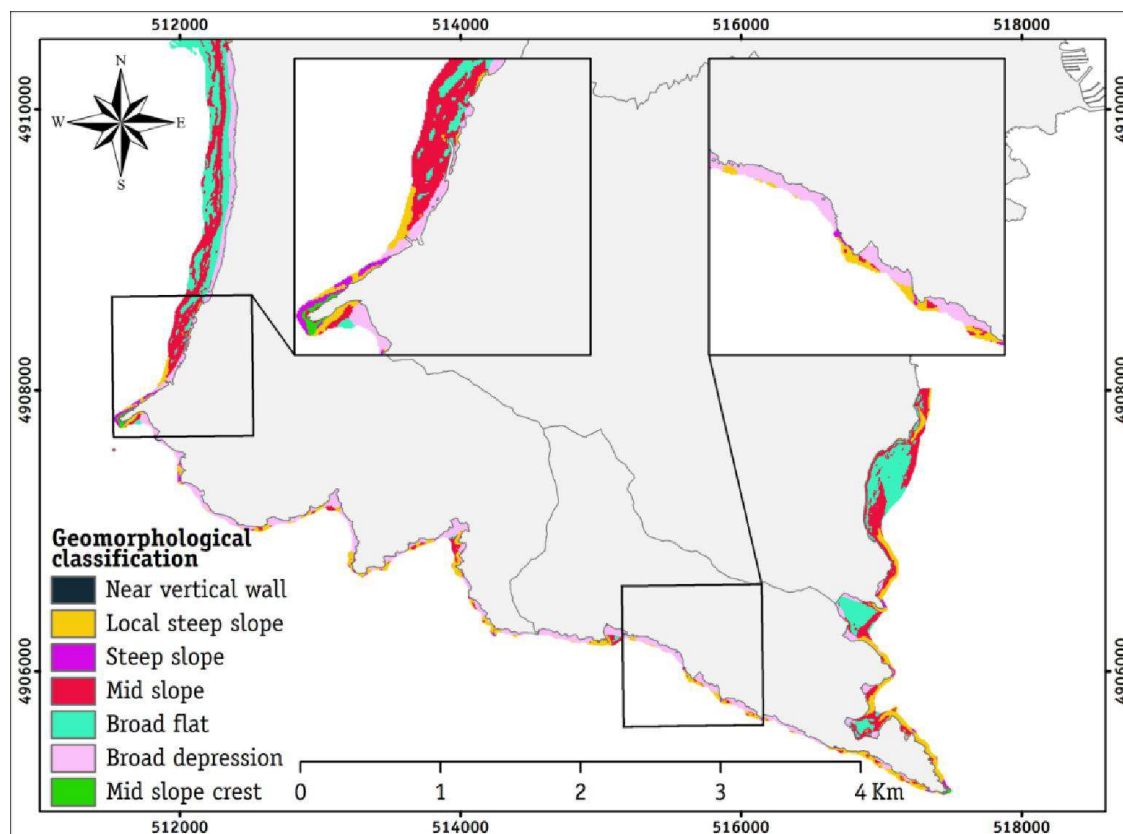 512000 514000 516000 518000
N
W E
S
4910000 4910000
4908000 4908000
4906000 4906000
Geomorphological
classification
Near vertical wall
Local steep slope
Steep slope
Mid slope
Broad flat
Broad depression
Mid slope crest
0 1 2 3 4 Km
512000 514000 516000 518000